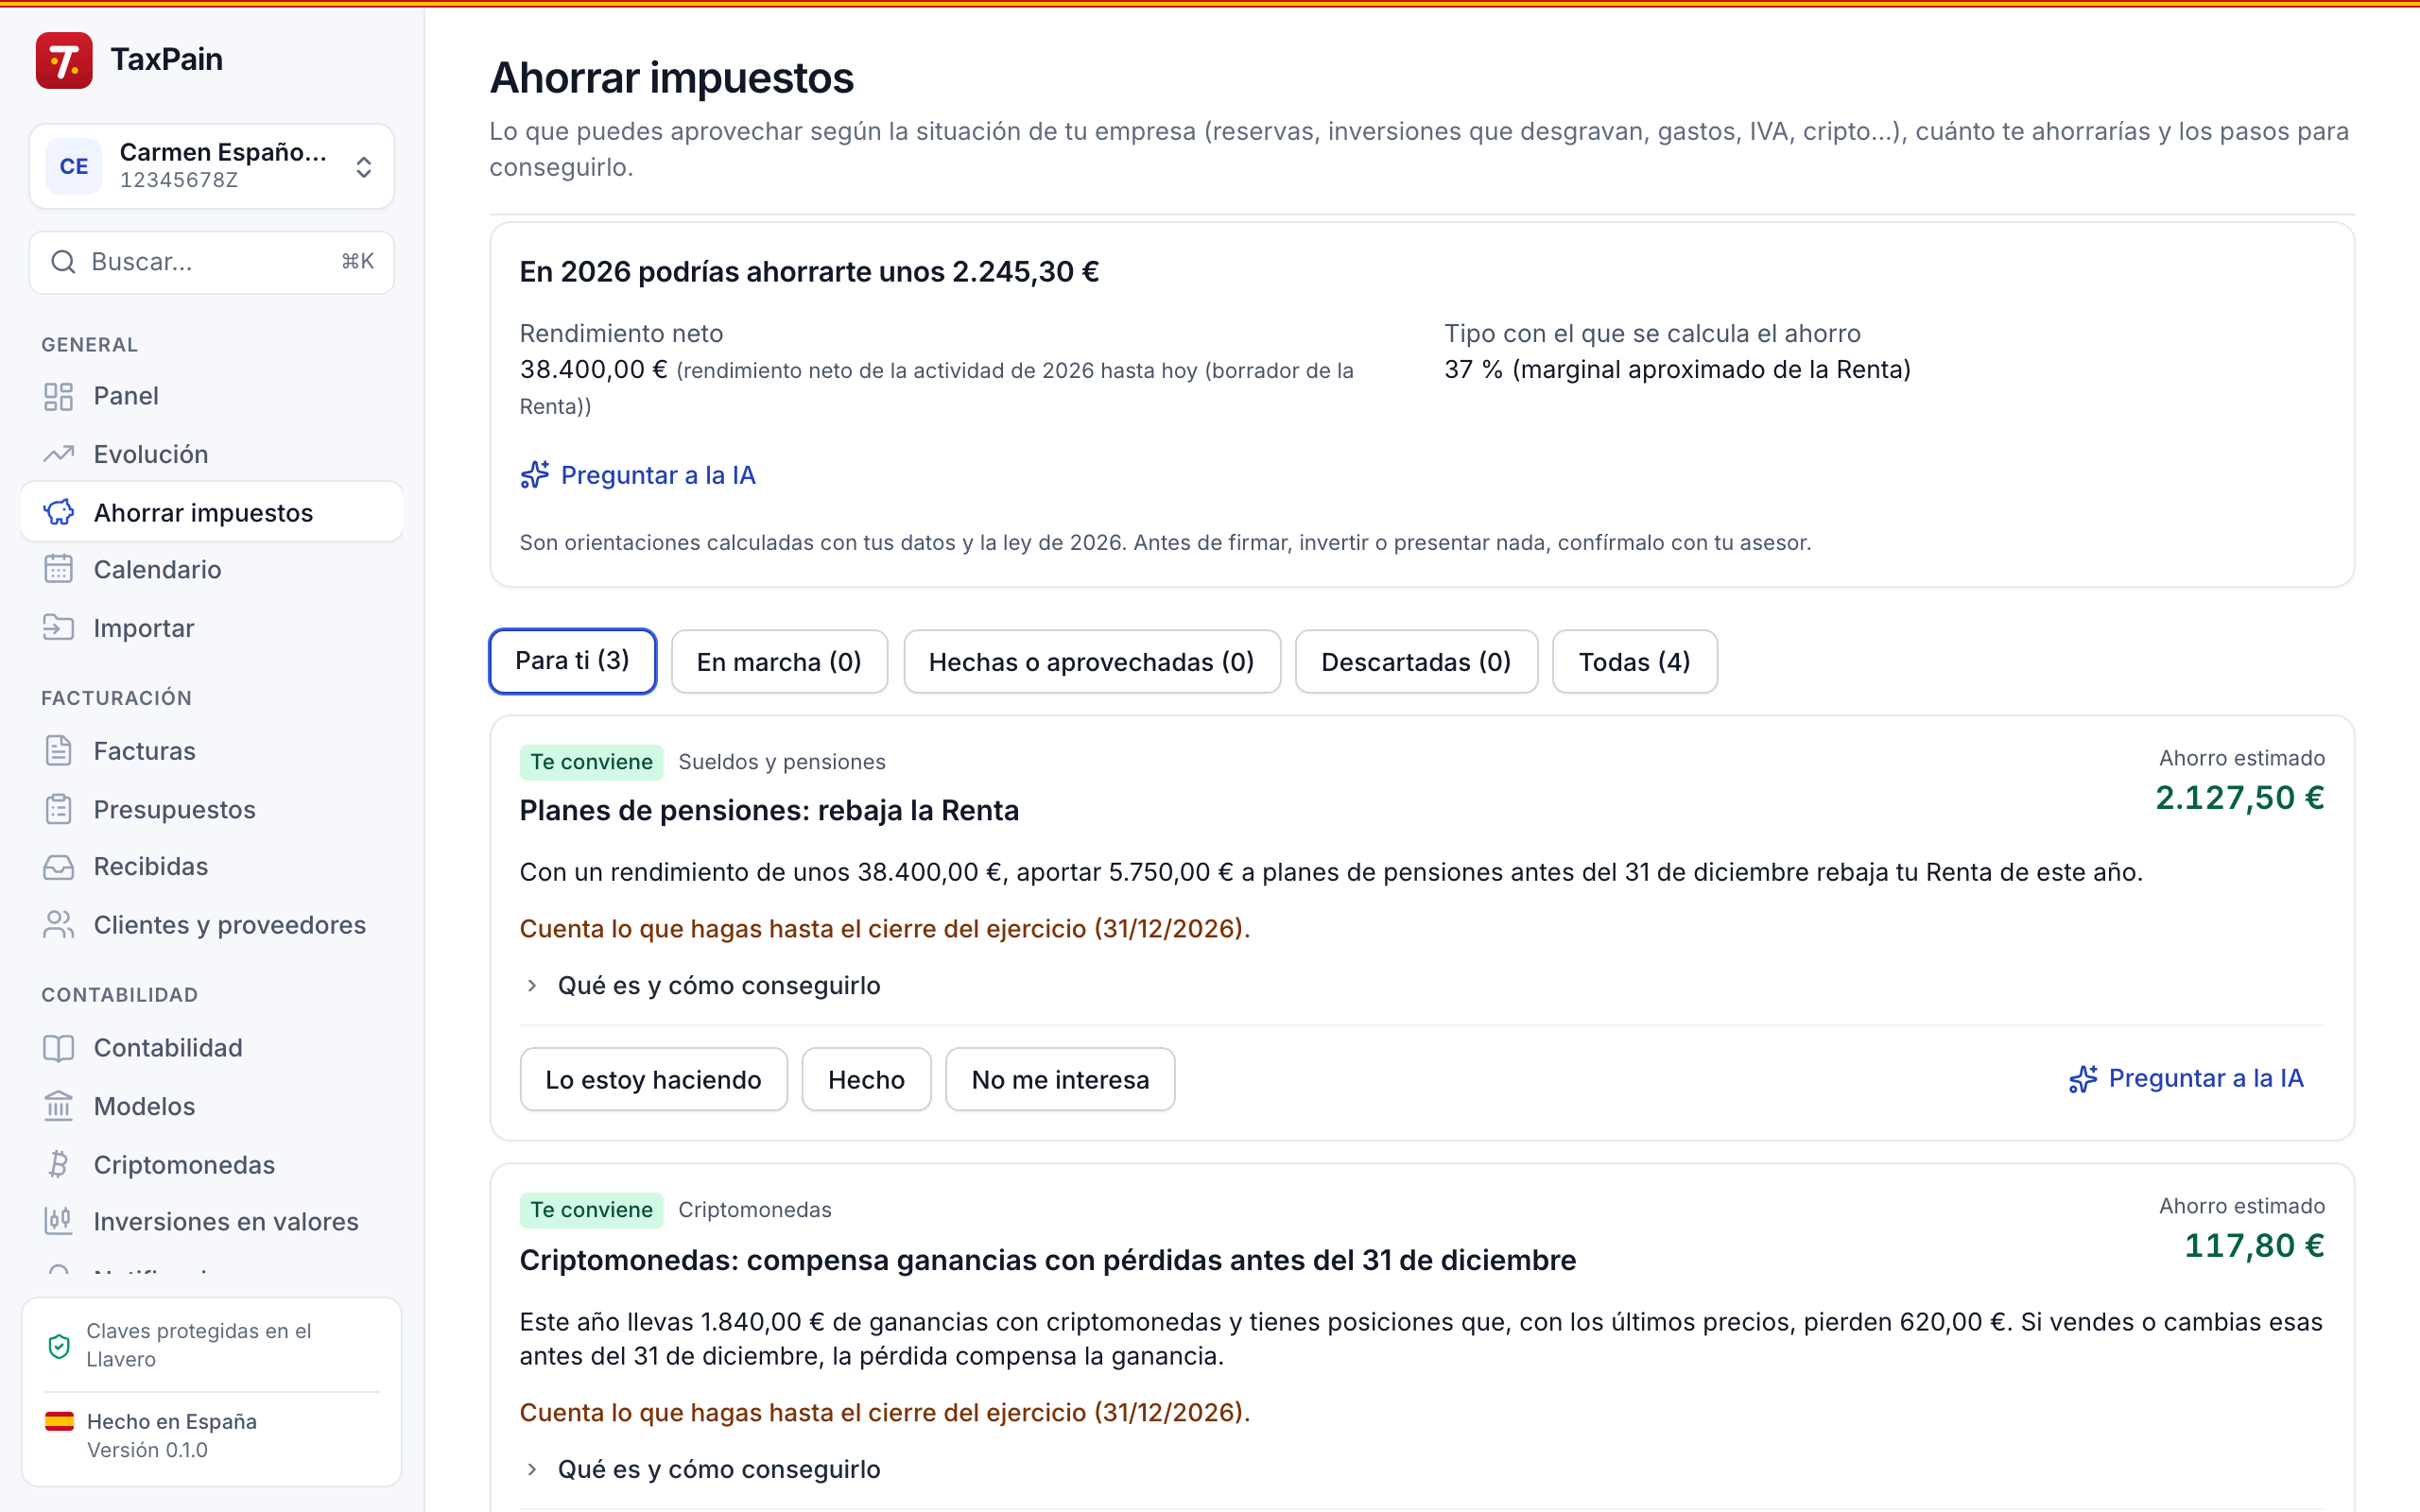 TaxPain
CE
Carmen Españo...
12345678Z
Buscar...
⌘K
GENERAL
Panel
Evolución
Ahorrar impuestos
Calendario
Importar
FACTURACIÓN
Facturas
Presupuestos
Recibidas
Clientes y proveedores
CONTABILIDAD
Contabilidad
Modelos
Criptomonedas
Inversiones en valores
Claves protegidas en el
Llavero
Hecho en España
Versión 0.1.0
Ahorrar impuestos
Lo que puedes aprovechar según la situación de tu empresa (reservas, inversiones que desgravan, gastos, IVA, cripto...), cuánto te ahorrarías y los pasos para
conseguirlo.
En 2026 podrías ahorrarte unos 2.245,30 €
Rendimiento neto
38.400,00 € (rendimiento neto de la actividad de 2026 hasta hoy (borrador de la
Renta))
Tipo con el que se calcula el ahorro
37 % (marginal aproximado de la Renta)
Preguntar a la IA
Son orientaciones calculadas con tus datos y la ley de 2026. Antes de firmar, invertir o presentar nada, confírmalo con tu asesor.
Para ti (3)
En marcha (0)
Hechas o aprovechadas (0)
Descartadas (0)
Todas (4)
Te conviene
Sueldos y pensiones
Ahorro estimado
2.127,50 €
Planes de pensiones: rebaja la Renta
Con un rendimiento de unos 38.400,00 €, aportar 5.750,00 € a planes de pensiones antes del 31 de diciembre rebaja tu Renta de este año.
Cuenta lo que hagas hasta el cierre del ejercicio (31/12/2026).
Qué es y cómo conseguirlo
Lo estoy haciendo
Hecho
No me interesa
Preguntar a la IA
Te conviene
Criptomonedas
Ahorro estimado
117,80 €
Criptomonedas: compensa ganancias con pérdidas antes del 31 de diciembre
Este año llevas 1.840,00 € de ganancias con criptomonedas y tienes posiciones que, con los últimos precios, pierden 620,00 €. Si vendes o cambias esas
antes del 31 de diciembre, la pérdida compensa la ganancia.
Cuenta lo que hagas hasta el cierre del ejercicio (31/12/2026).
Qué es y cómo conseguirlo